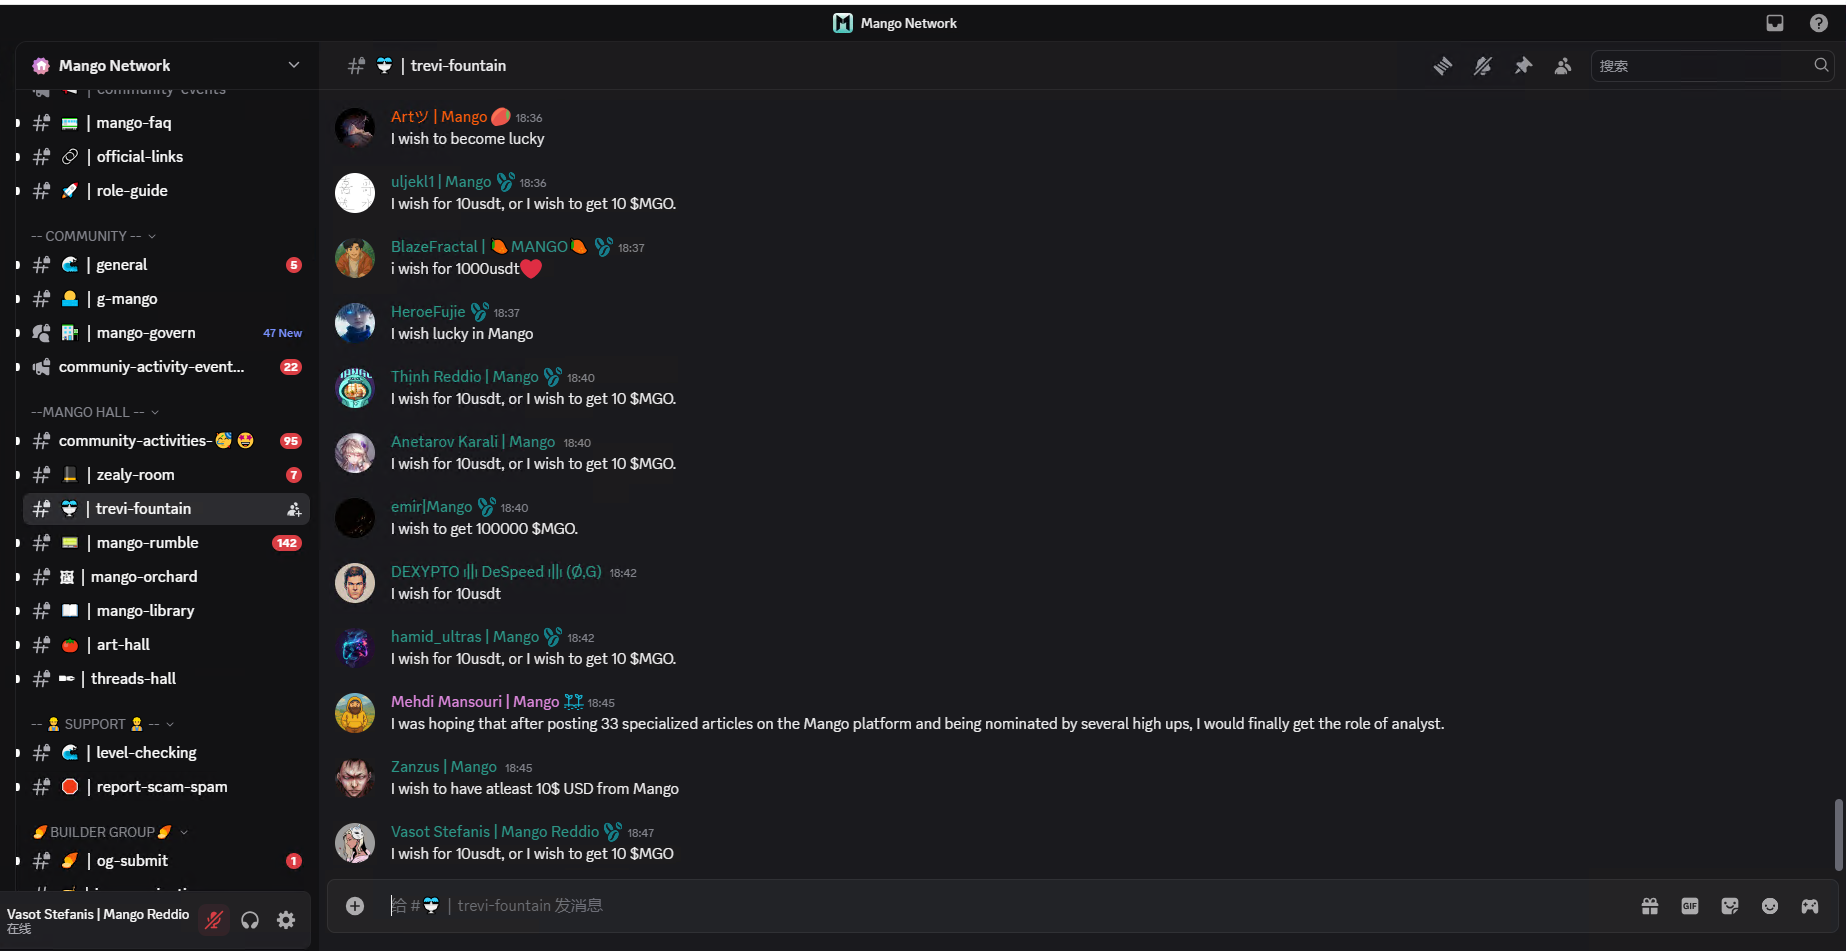 Mango Network
Mango Network
| community-events
| mango-faq
| official-links
| role-guide
-- COMMUNITY --
| general
5
| g-mango
| mango-govern
47 New
communiy-activity-event...
22
--MANGO HALL --
community-activities-
95
| zealy-room
7
| trevi-fountain
| mango-rumble
142
| mango-orchard
| mango-library
| art-hall
| threads-hall
-- SUPPORT --
| level-checking
| report-scam-spam
BUILDER GROUP
| og-submit
1
Vasot Stefanis | Mango Reddio
在线
| trevi-fountain
搜索
Artツ | Mango 18:36
I wish to become lucky
uljekl1 | Mango 18:36
I wish for 10usdt, or I wish to get 10 $MGO.
BlazeFractal | MANGO 18:37
i wish for 1000usdt
HeroeFujie 18:37
I wish lucky in Mango
Thịnh Reddio | Mango 18:40
I wish for 10usdt, or I wish to get 10 $MGO.
Anetarov Karali | Mango 18:40
I wish for 10usdt, or I wish to get 10 $MGO.
emir|Mango 18:40
I wish to get 100000 $MGO.
DEXYPTO ı||ı DeSpeed ı||ı (Ø,G) 18:42
I wish for 10usdt
hamid_ultras | Mango 18:42
I wish for 10usdt, or I wish to get 10 $MGO.
Mehdi Mansouri | Mango 18:45
I was hoping that after posting 33 specialized articles on the Mango platform and being nominated by several high ups, I would finally get the role of analyst.
Zanzus | Mango 18:45
I wish to have atleast 10$ USD from Mango
Vasot Stefanis | Mango Reddio 18:47
I wish for 10usdt, or I wish to get 10 $MGO
给 # | trevi-fountain 发消息
GIF